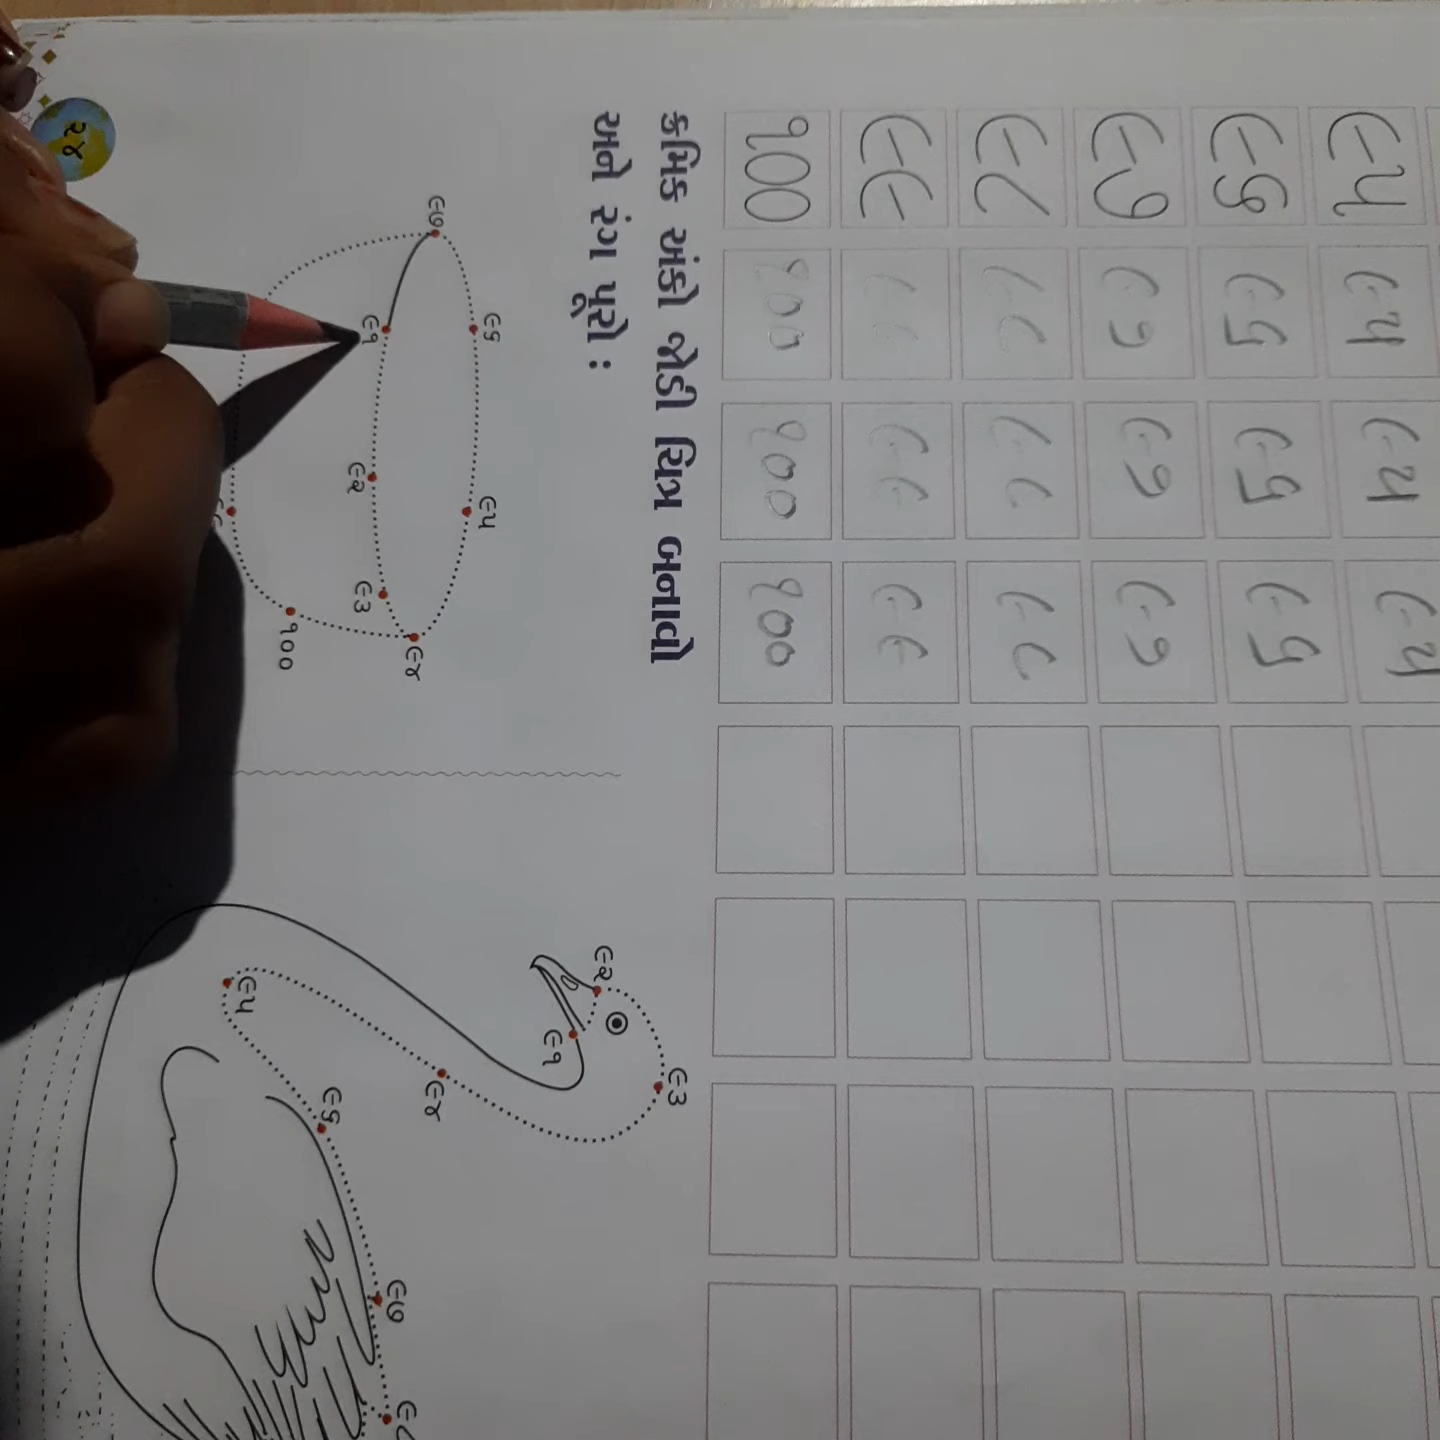 ૯૫ ૯૫ ૯૫ ૯૫
૯૬ ૯૬ ૯૬ ૯૬
૯૭ ૯૭ ૯૭ ૯૭
૯૮ ૯૮ ૯૮ ૯૮
૯૯ ૯૯ ૯૯ ૯૯
૧૦૦ ૧૦૦ ૧૦૦ ૧૦૦
ક્રમિક અંકો જોડી ચિત્ર બનાવો
અને રંગ પૂરો :
૯૬ ૯૫
૯૭ ૯૪
૯૧ ૯૨ ૯૩
૧૦૦
૯૩
૯૨
૯૧
૯૪
૯૭
૯૬
૯૫
૨૪